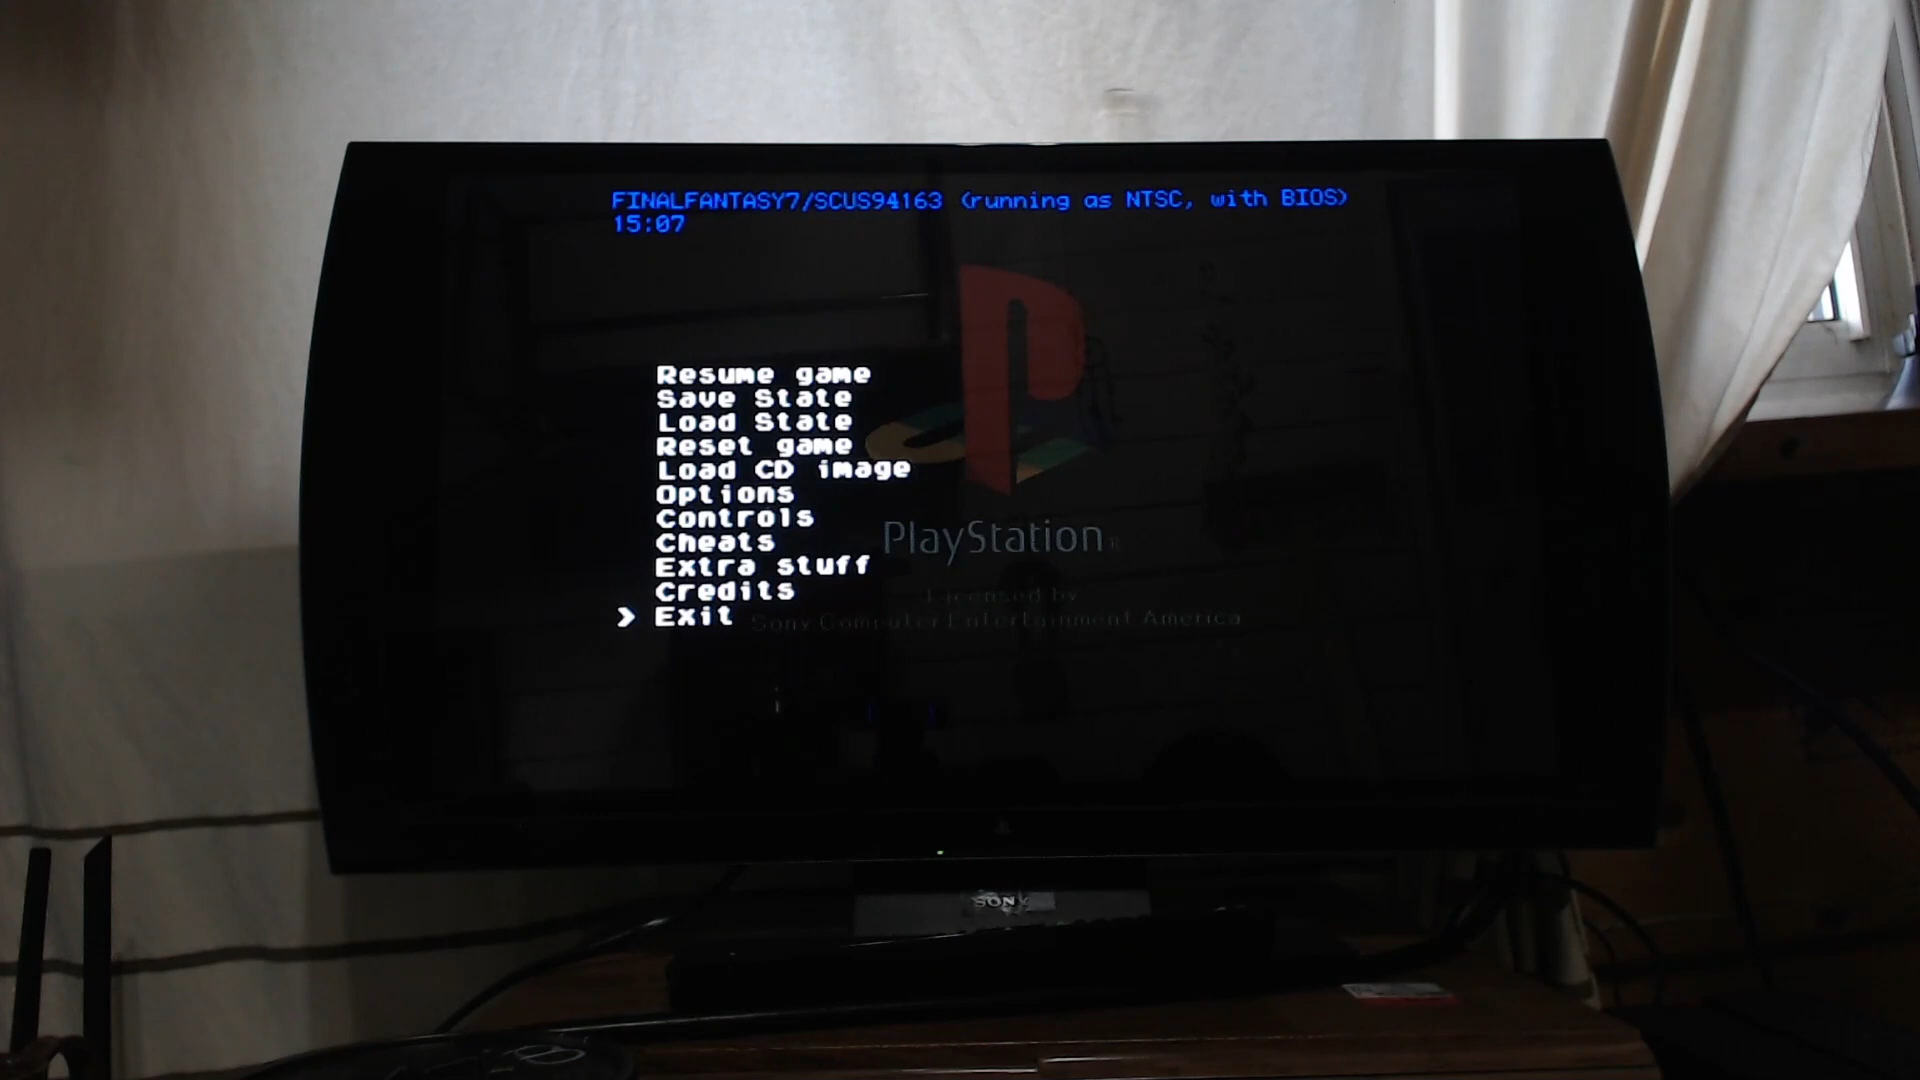 FINALFANTASY7/SCUS94163 (running as NTSC, with BIOS)
15:07
Resume game
Save State
Load State
Reset game
Load CD image
Options
Controls
Cheats
Extra stuff
Credits
> Exit
PlayStation
Licensed by
Sony Computer Entertainment America
SONY